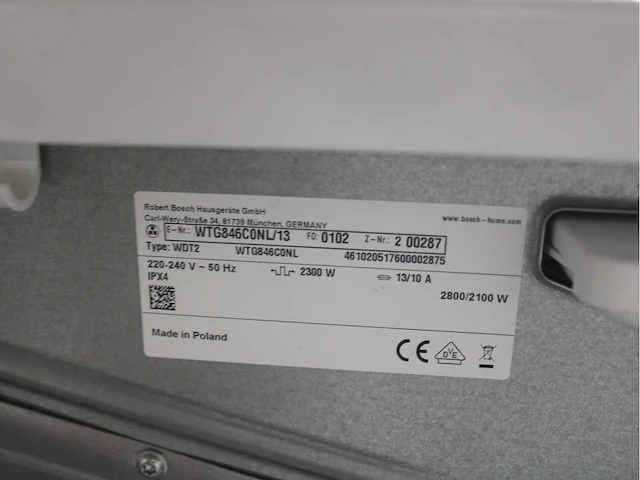 Robert Bosch Hausgeräte GmbH
Carl-Wery-Straße 34, 81739 München, GERMANY
www.bosch-home.com
E-Nr.: WTG846C0NL/13 FD: 0102 Z-Nr.: 2 00287
Type: WDT2 WTG846C0NL 461020517600002875
220-240 V ~ 50 Hz 2300 W 13/10 A
IPX4
2800/2100 W
Made in Poland
CE DVE